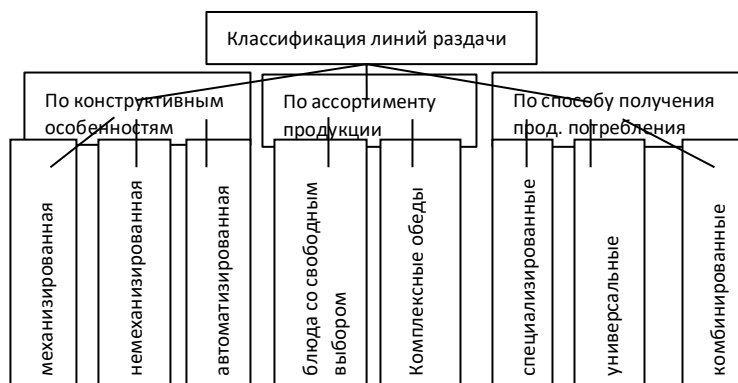 Классификация линий раздачи
По конструктивным
особенностям
По ассортименту
продукции
По способу получения
прод. потребления
механизированная
немеханизированная
автоматизированная
блюда со свободным
выбором
Комплексные обеды
специализированные
универсальные
комбинированные